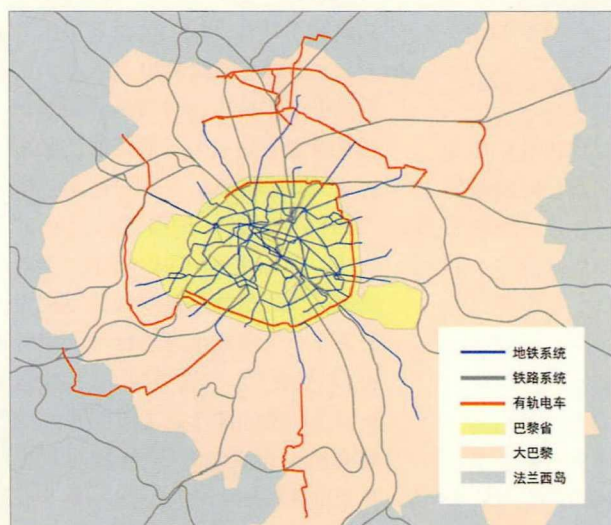 地铁系统
铁路系统
有轨电车
巴黎省
大巴黎
法兰西岛